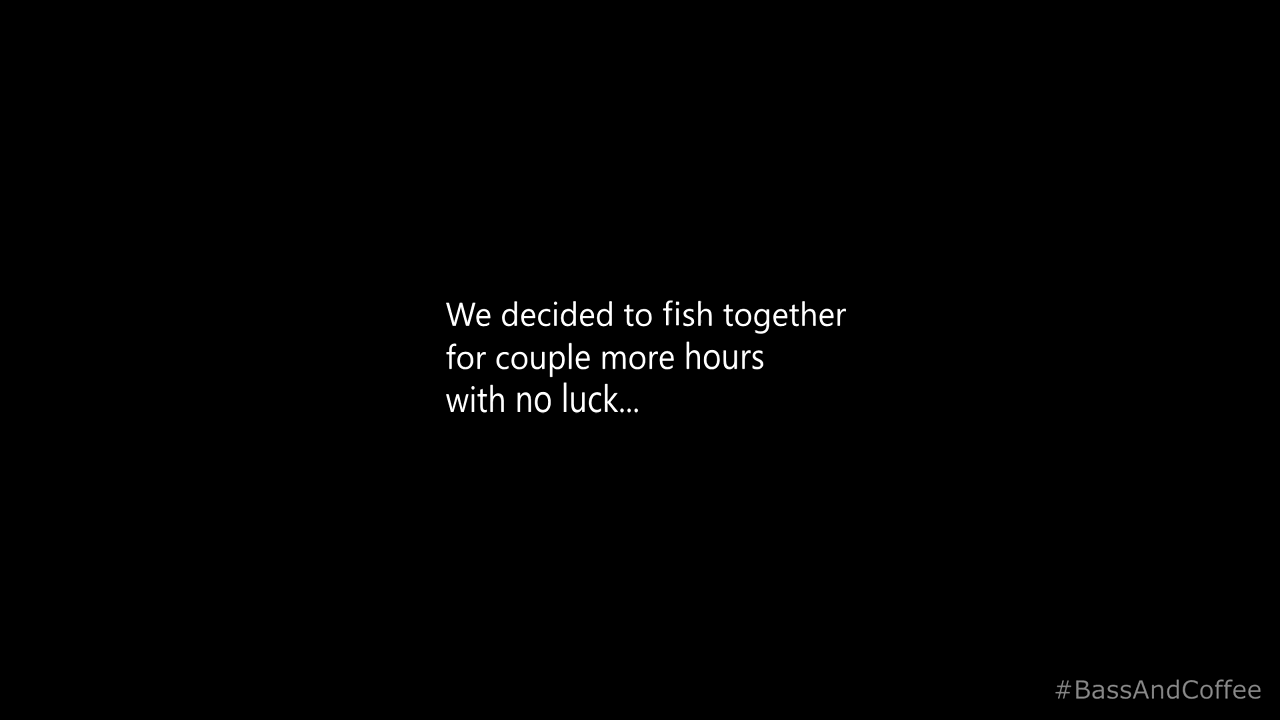 We decided to fish together
for couple more hours
with no luck...
#BassAndCoffee